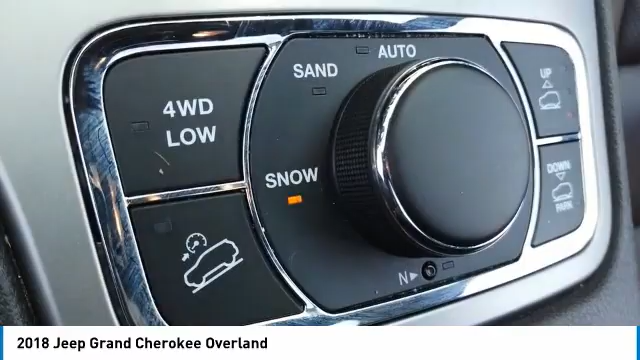 AUTO
SAND
4WD
LOW
SNOW
UP
DOWN
PARK
N
2018 Jeep Grand Cherokee Overland